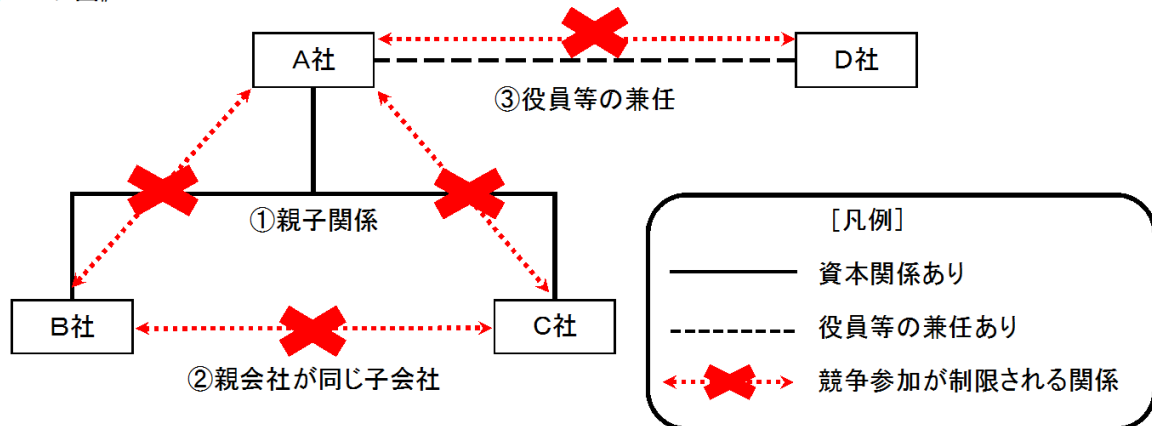 A社
D社
③役員等の兼任
①親子関係
B社
C社
②親会社が同じ子会社
[凡例]
資本関係あり
役員等の兼任あり
競争参加が制限される関係